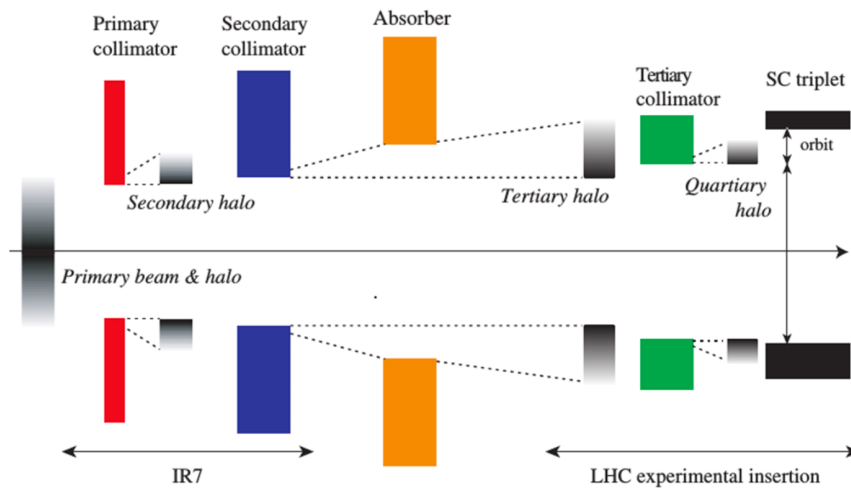 Primary
collimator
Secondary
collimator
Absorber
Tertiary
collimator
SC triplet
orbit
Secondary halo
Tertiary halo
Quartiary
halo
Primary beam & halo
IR7
LHC experimental insertion